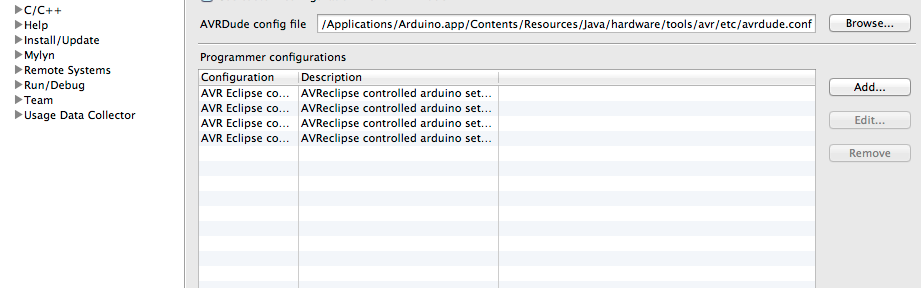 C/C++
Help
Install/Update
Mylyn
Remote Systems
Run/Debug
Team
Usage Data Collector
AVRDude config file /Applications/Arduino.app/Contents/Resources/Java/hardware/tools/avr/etc/avrdude.conf Browse...
Programmer configurations
Configuration Description
AVR Eclipse co... AVReclipse controlled arduino set...
AVR Eclipse co... AVReclipse controlled arduino set...
AVR Eclipse co... AVReclipse controlled arduino set...
AVR Eclipse co... AVReclipse controlled arduino set...
Add...
Edit...
Remove